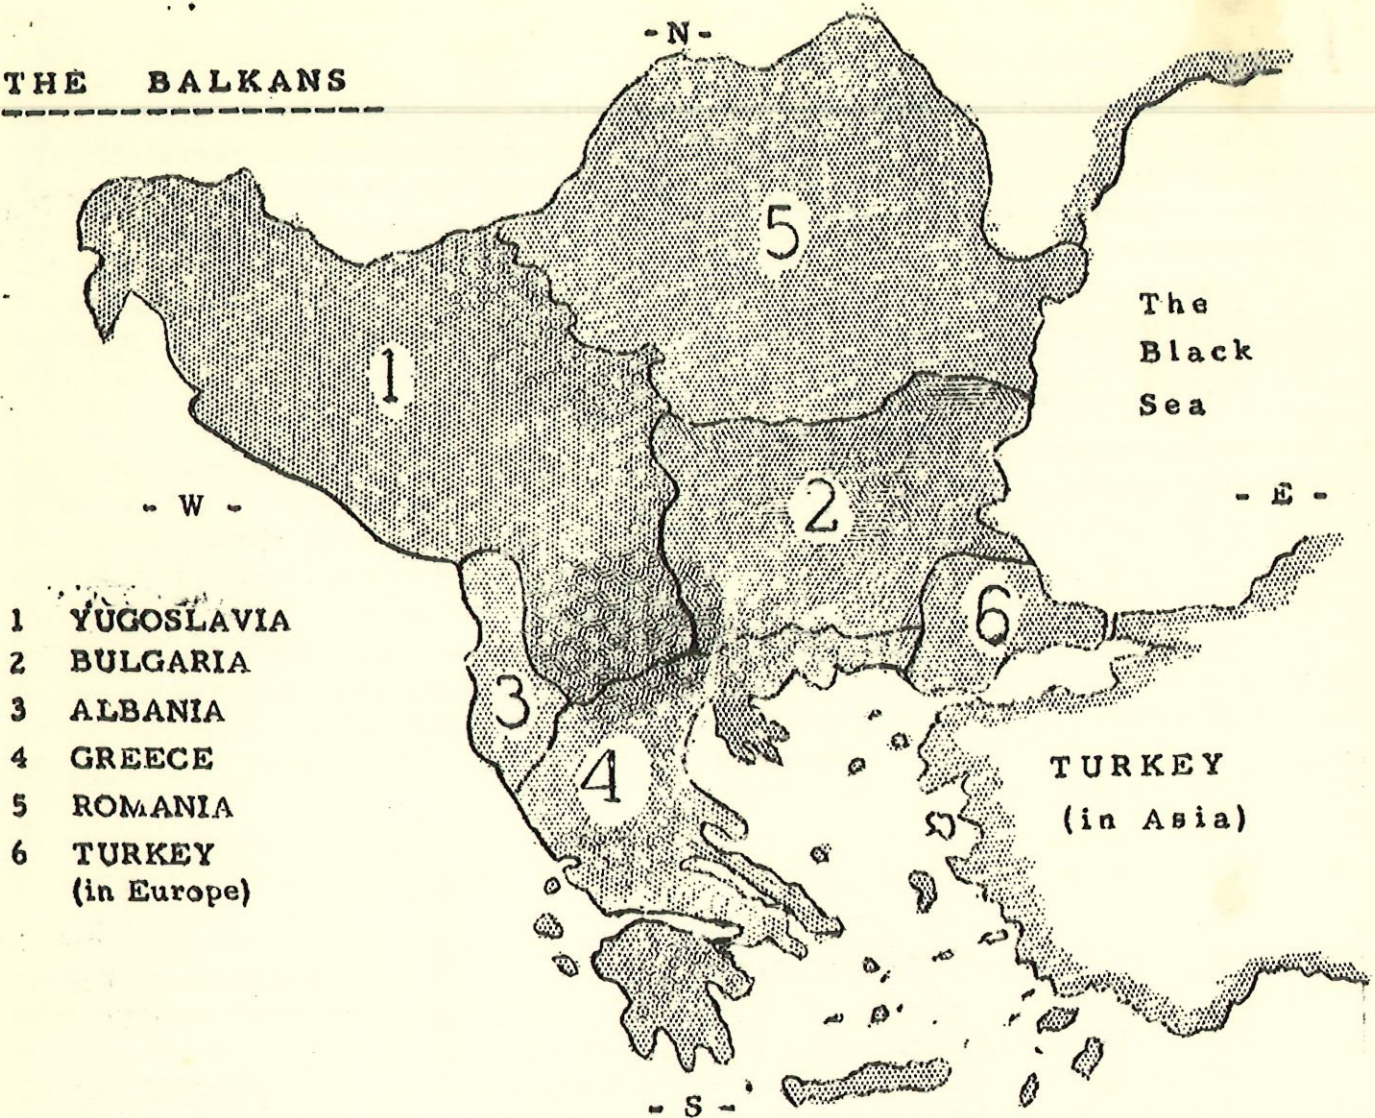 - N -
THE BALKANS
5
The
Black
Sea
1
- W -
2
- E -
6
1 YUGOSLAVIA
2 BULGARIA
3 ALBANIA
4 GREECE
5 ROMANIA
6 TURKEY
(in Europe)
3
4
TURKEY
(in Asia)
- S -